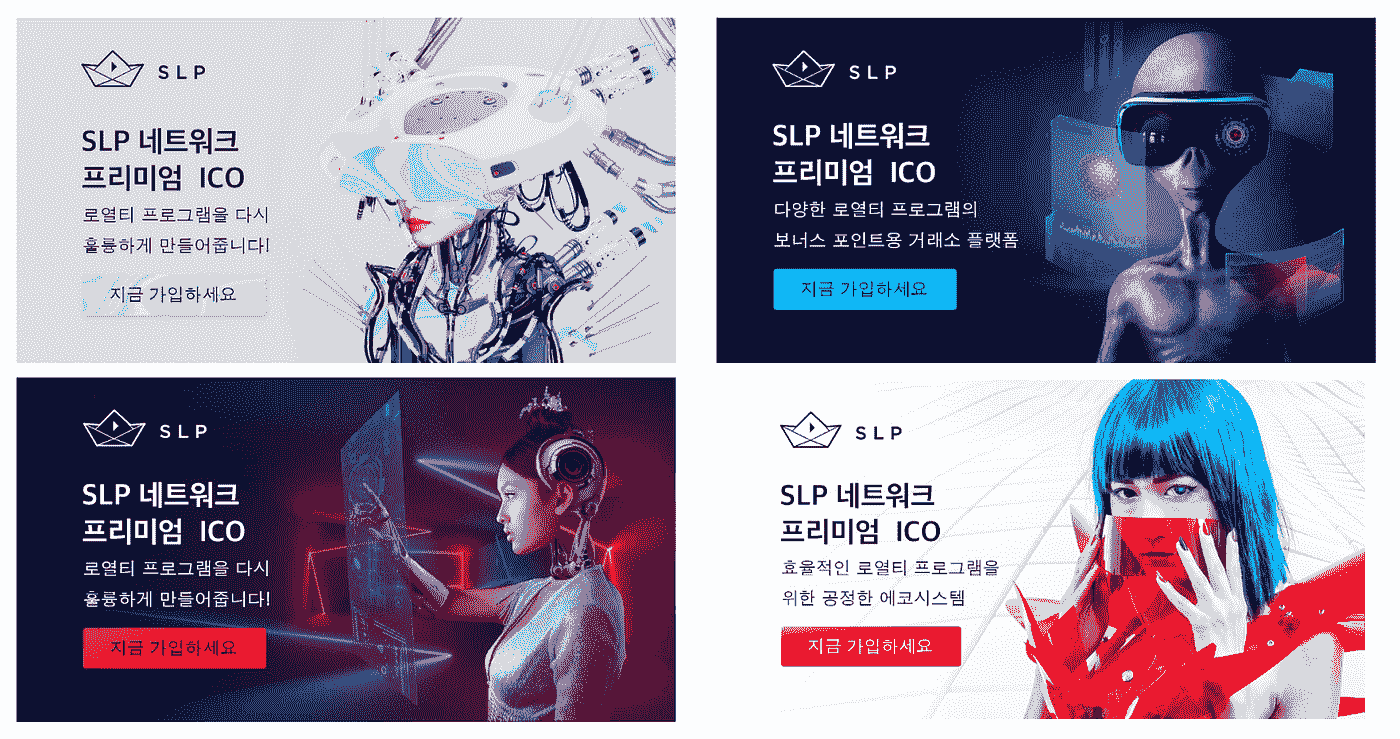 SLP
SLP 네트워크
프리미엄 ICO
로열티 프로그램을 다시
훌륭하게 만들어줍니다!
지금 가입하세요
SLP
SLP 네트워크
프리미엄 ICO
다양한 로열티 프로그램의
보너스 포인트용 거래소 플랫폼
지금 가입하세요
SLP
SLP 네트워크
프리미엄 ICO
로열티 프로그램을 다시
훌륭하게 만들어줍니다!
지금 가입하세요
SLP
SLP 네트워크
프리미엄 ICO
효율적인 로열티 프로그램을
위한 공정한 에코시스템
지금 가입하세요